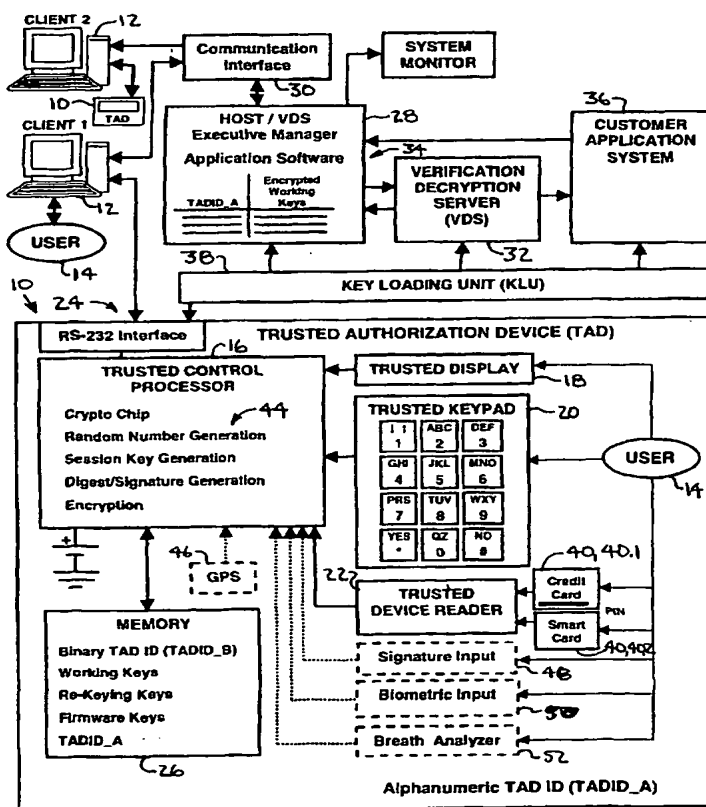 CLIENT 2
12
10
TAD
Communication
Interface
30
SYSTEM
MONITOR
CLIENT 1
12
USER
14
HOST / VDS
Executive Manager
Application Software
TADID_A
Encrypted
Working
Keys
28
34
VERIFICATION
DECRYPTION
SERVER
(VDS)
32
36
CUSTOMER
APPLICATION
SYSTEM
38
KEY LOADING UNIT (KLU)
10
24
RS-232 Interface
TRUSTED AUTHORIZATION DEVICE (TAD)
16
TRUSTED CONTROL
PROCESSOR
Crypto Chip
44
Random Number Generation
Session Key Generation
Digest/Signature Generation
Encryption
TRUSTED DISPLAY
18
TRUSTED KEYPAD
20
1
ABC
2
DEF
3
GHI
4
JKL
5
MNO
6
PRS
7
TUV
8
WXY
9
YES
*
QZ
0
NO
#
USER
14
+
46
GPS
22
TRUSTED
DEVICE READER
40, 40.1
Credit
Card
PIN
Smart
Card
40, 402
MEMORY
Binary TAD ID (TADID_B)
Working Keys
Re-Keying Keys
Firmware Keys
TADID_A
26
Signature Input
48
Biometric Input
50
Breath Analyzer
52
Alphanumeric TAD ID (TADID_A)